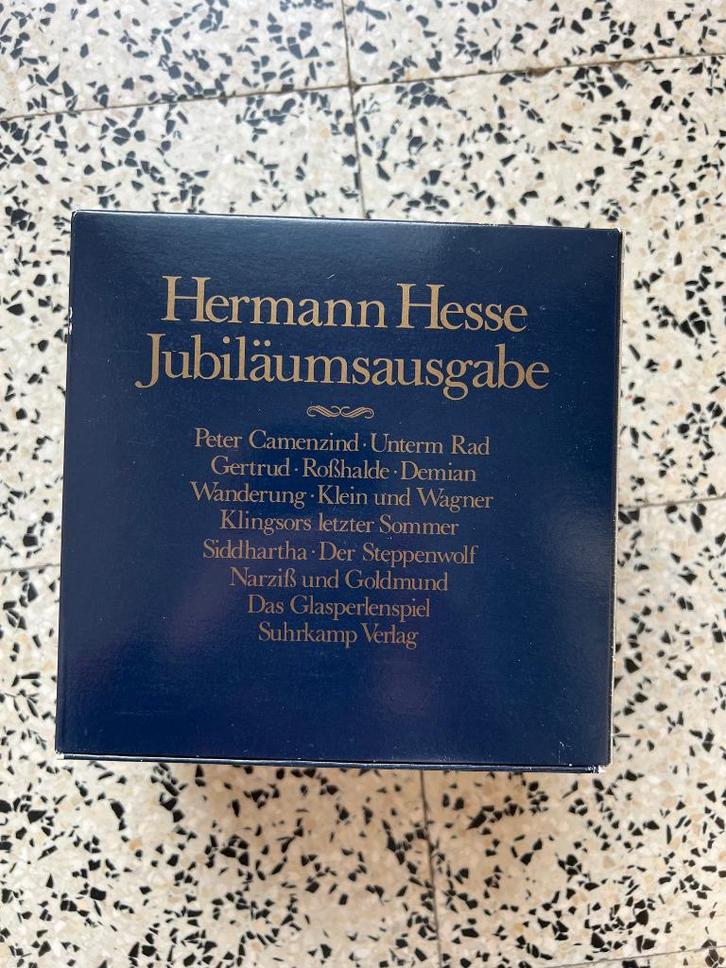 Hermann Hesse
Jubiläumsausgabe
Peter Camenzind · Unterm Rad
Gertrud · Roßhalde · Demian
Wanderung · Klein und Wagner
Klingsors letzter Sommer
Siddhartha · Der Steppenwolf
Narziß und Goldmund
Das Glasperlenspiel
Suhrkamp Verlag